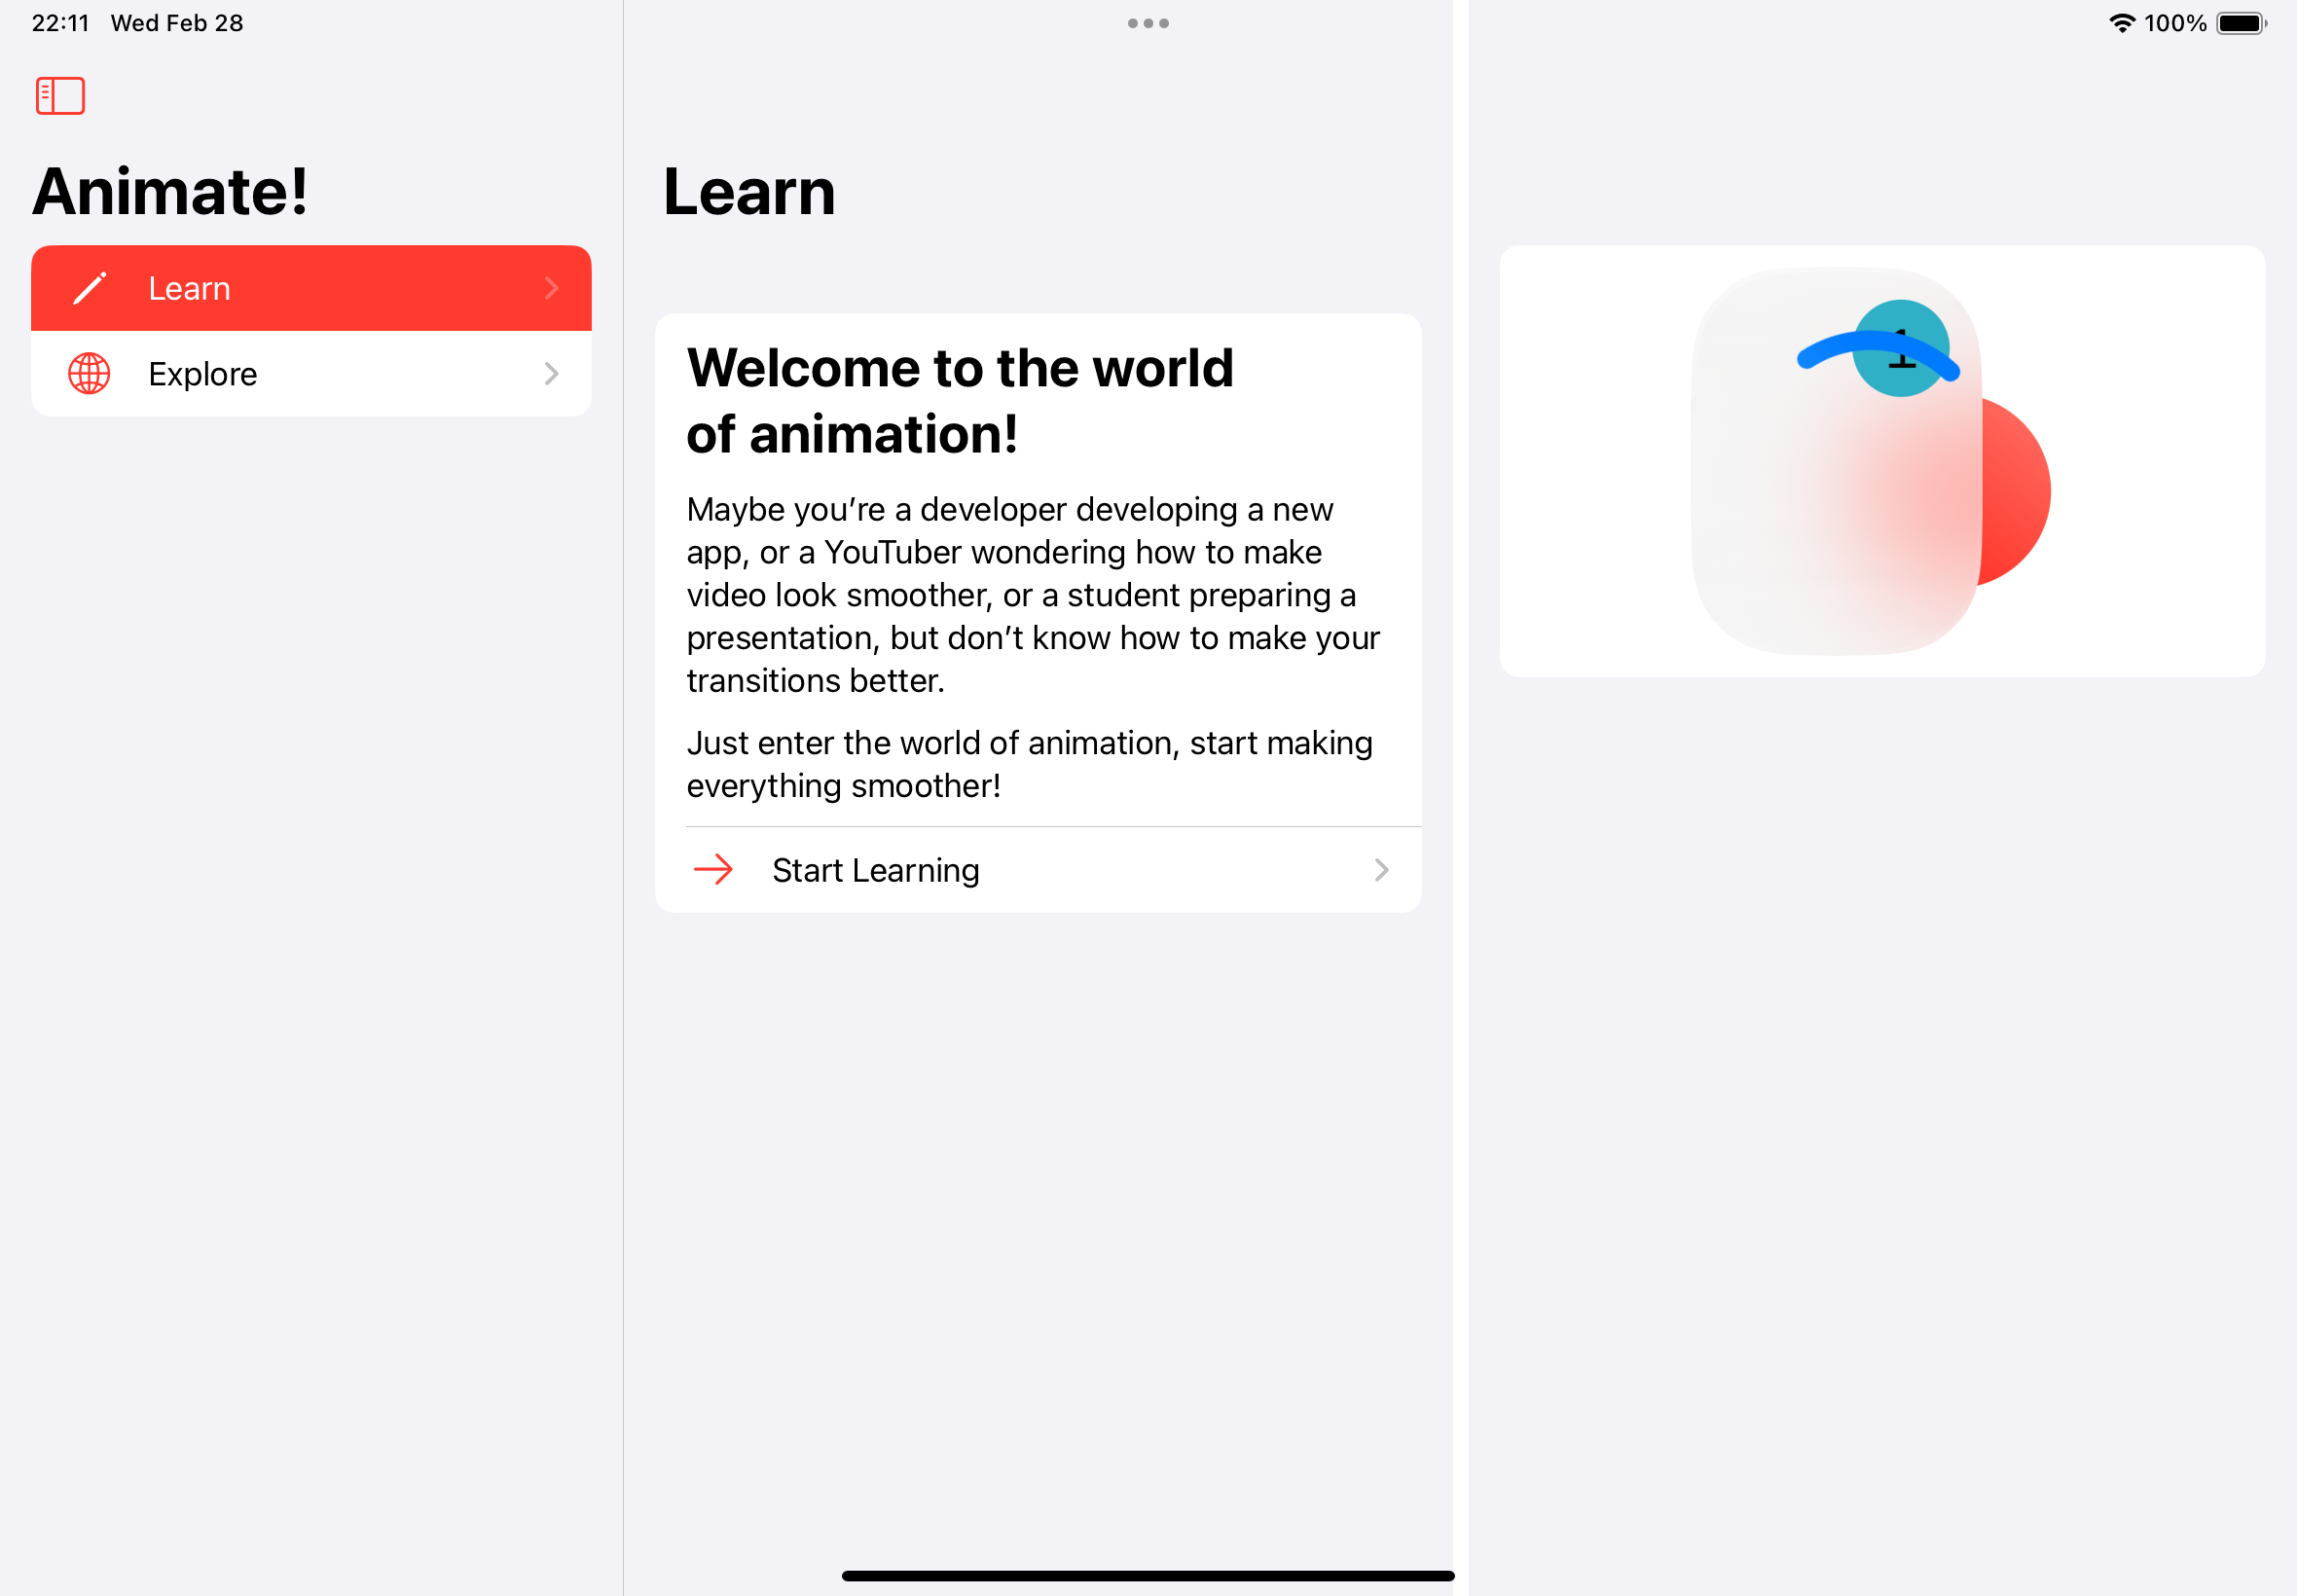 22:11 Wed Feb 28
100%
Animate!
Learn
Explore
Learn
Welcome to the world
of animation!
Maybe you’re a developer developing a new
app, or a YouTuber wondering how to make
video look smoother, or a student preparing a
presentation, but don’t know how to make your
transitions better.
Just enter the world of animation, start making
everything smoother!
Start Learning
1